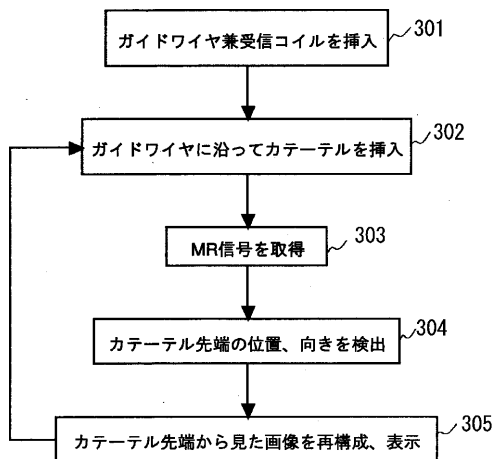 ガイドワイヤ兼受信コイルを挿入
301
ガイドワイヤに沿ってカテーテルを挿入
302
MR信号を取得
303
カテーテル先端の位置、向きを検出
304
カテーテル先端から見た画像を再構成、表示
305